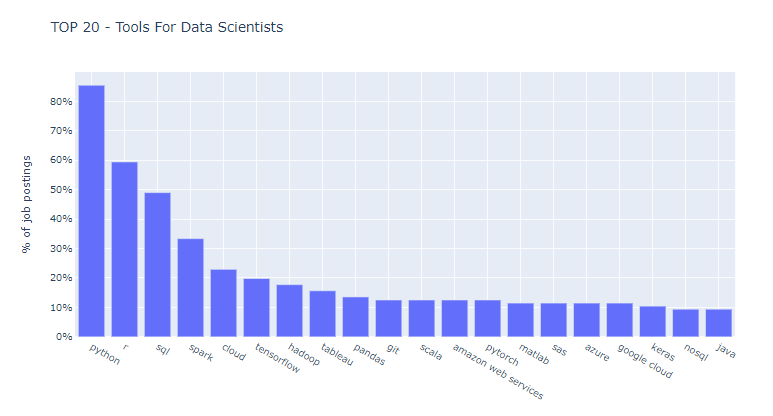 TOP 20 - Tools For Data Scientists
% of job postings
80%
70%
60%
50%
40%
30%
20%
10%
0%
python
r
sql
spark
cloud
tensorflow
hadoop
tableau
pandas
git
scala
amazon web services
pytorch
matlab
sas
azure
google cloud
keras
nosql
java